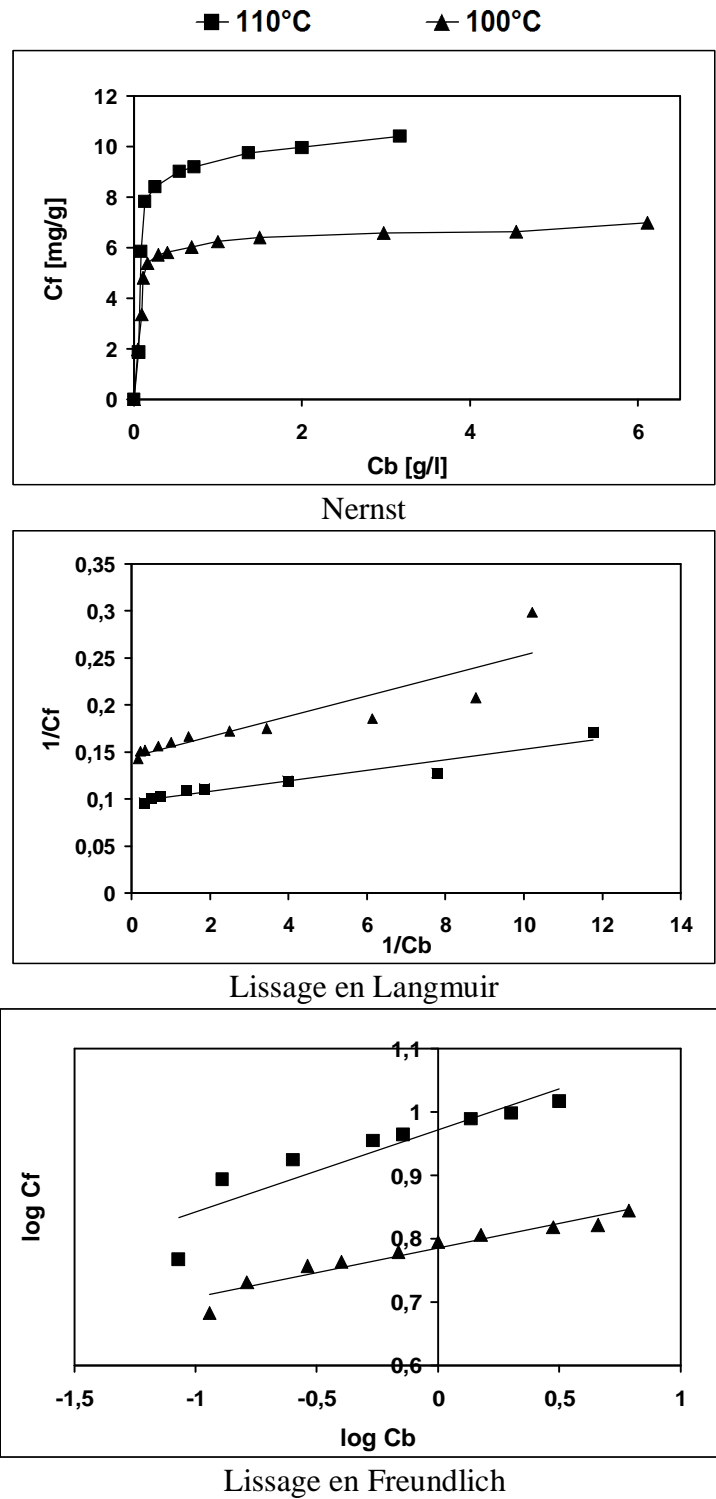 110°C 100°C
12
10
8
6
4
2
0
Cf [mg/g]
0 2 4 6
Cb [g/l]
Nernst
0,35
0,3
0,25
0,2
0,15
0,1
0,05
0
1/Cf
0 2 4 6 8 10 12 14
1/Cb
Lissage en Langmuir
1,1
1
0,9
0,8
0,7
0,6
log Cf
-1,5 -1 -0,5 0 0,5 1
log Cb
Lissage en Freundlich